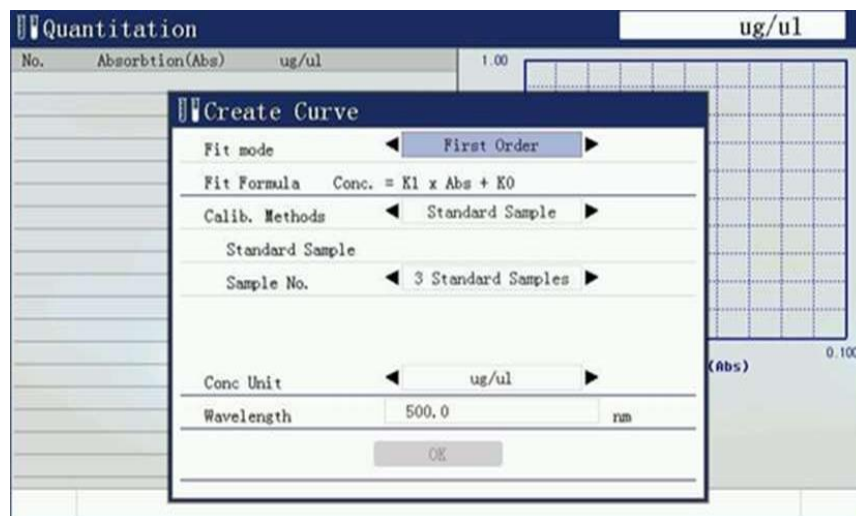 Quantitation ug/ul
No. Absorbtion(Abs) ug/ul
1.00
Create Curve
Fit mode First Order
Fit Formula Conc. = K1 x Abs + K0
Calib. Methods Standard Sample
Standard Sample
Sample No. 3 Standard Samples
0.100
(Abs)
Conc Unit ug/ul
Wavelength 500.0 nm
OK